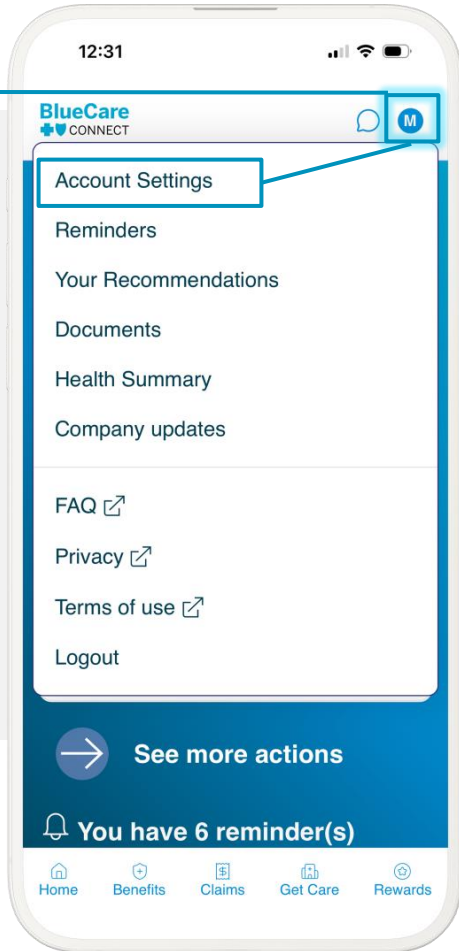 12:31
BlueCare
CONNECT
M
Account Settings
Reminders
Your Recommendations
Documents
Health Summary
Company updates
FAQ
Privacy
Terms of use
Logout
See more actions
You have 6 reminder(s)
Home Benefits Claims Get Care Rewards